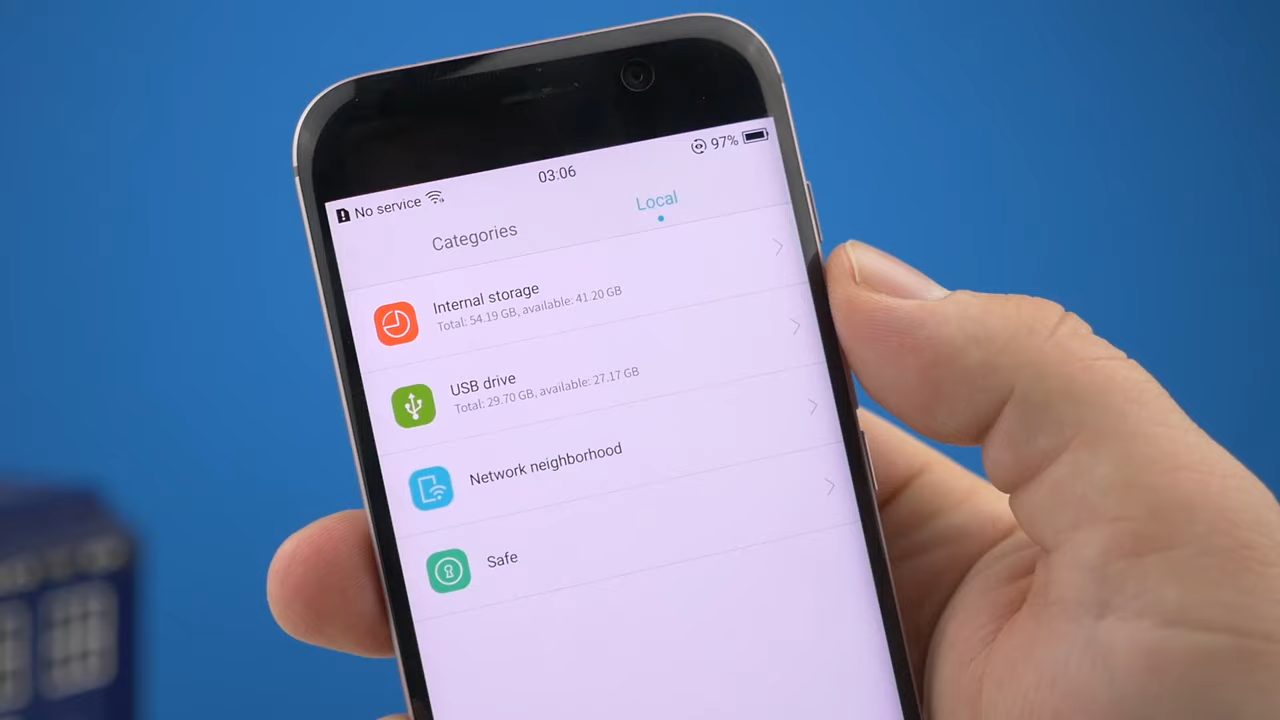 No service
03:06
97%
Categories
Local
Internal storage
Total: 54.19 GB, available: 41.20 GB
USB drive
Total: 29.70 GB, available: 27.17 GB
Network neighborhood
Safe